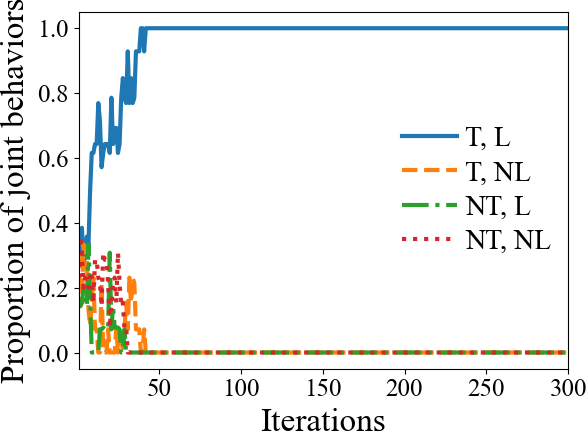 Proportion of joint behaviors
1.0
0.8
0.6
0.4
0.2
0.0
T, L
T, NL
NT, L
NT, NL
50 100 150 200 250 300
Iterations